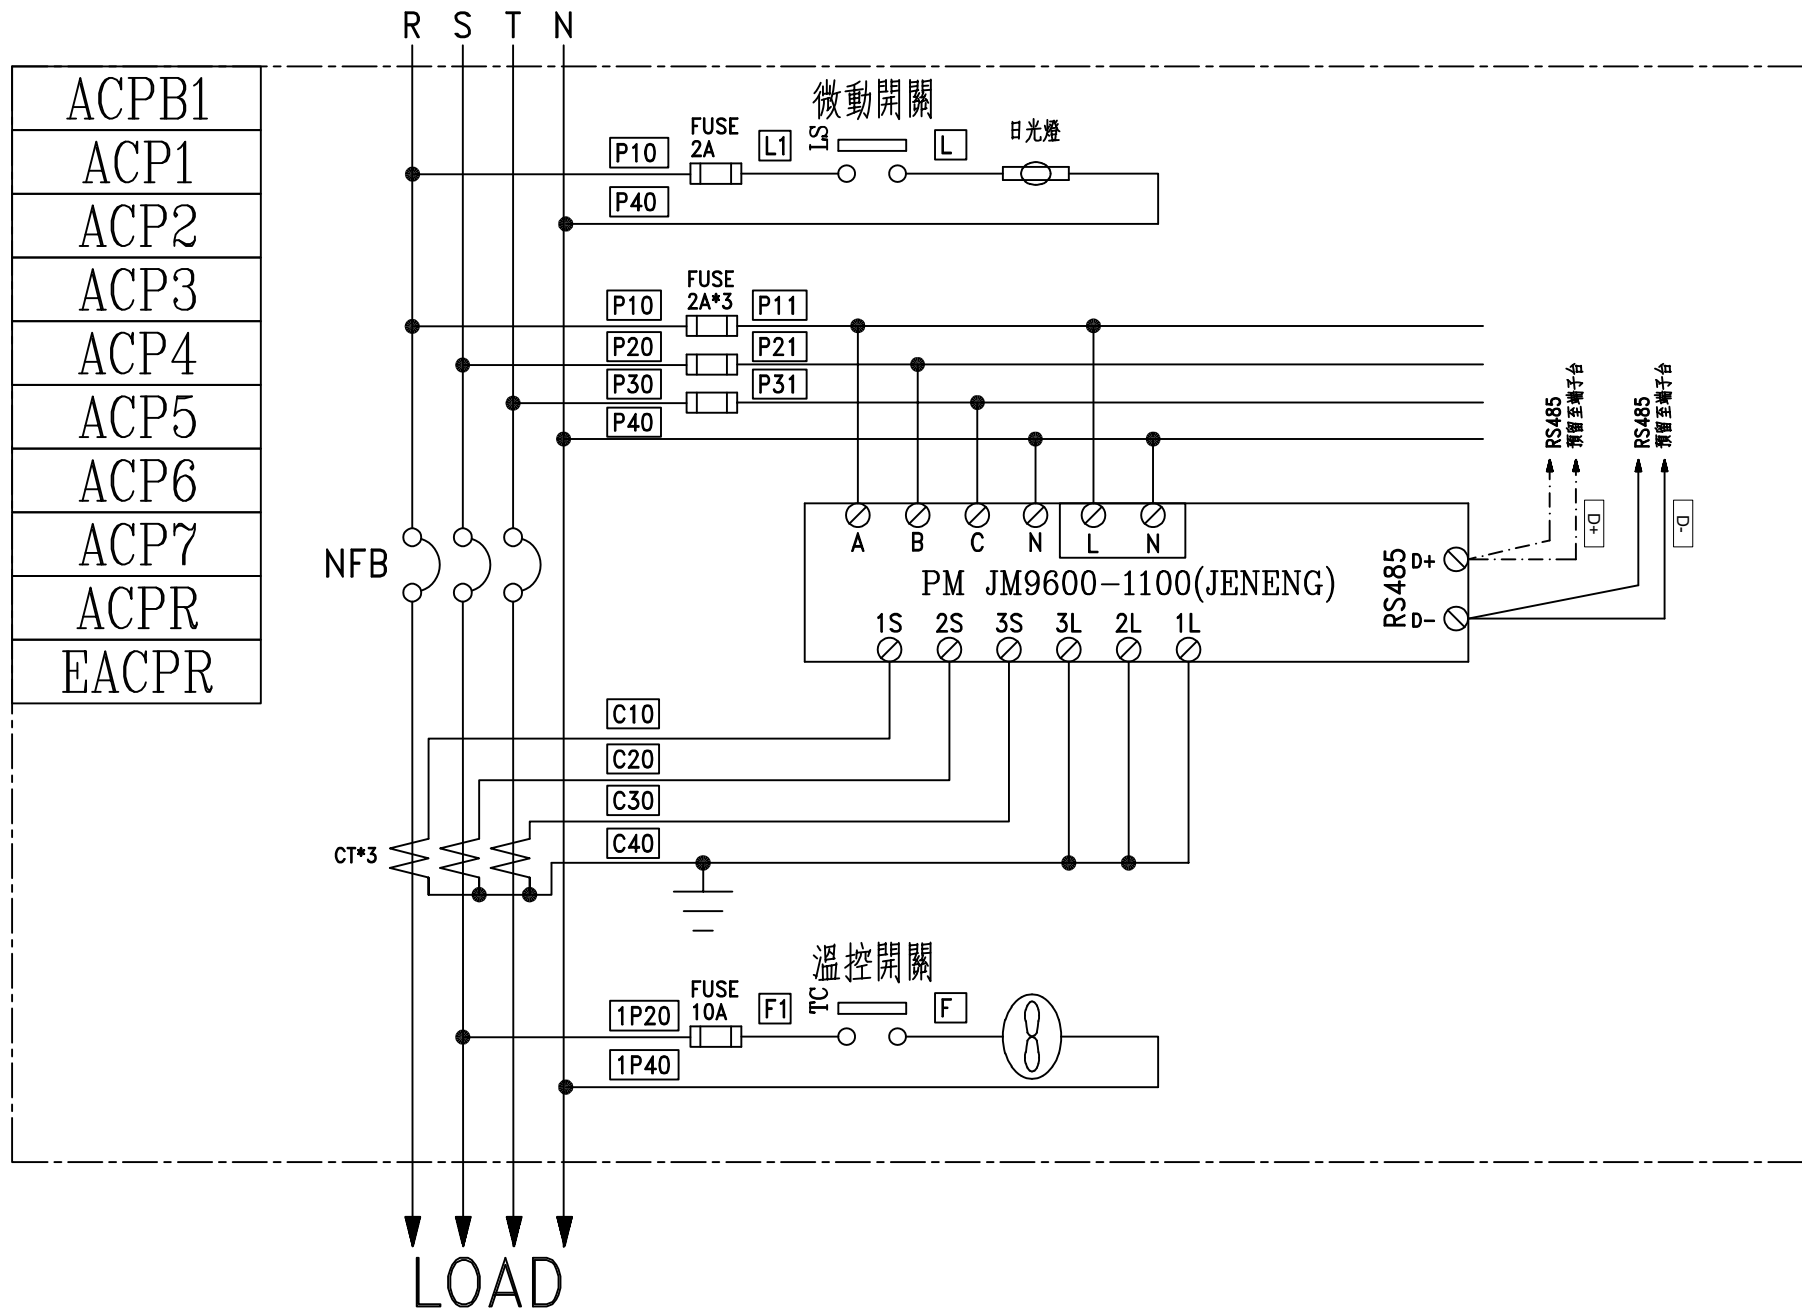 R S T N
ACPB1
ACP1
ACP2
ACP3
ACP4
ACP5
ACP6
ACP7
ACPR
EACPR
微動開關
P10
FUSE
2A
L1
LS
L
日光燈
P40
P10
FUSE
2A*3
P11
P20
P21
P30
P31
P40
RS485
預留至端子台
RS485
預留至端子台
D+
D-
NFB
A B C N L N
PM JM9600-1100(JENENG)
RS485
D+
D-
1S 2S 3S 3L 2L 1L
C10
C20
C30
C40
CT*3
溫控開關
1P20
FUSE
10A
F1
TC
F
1P40
LOAD